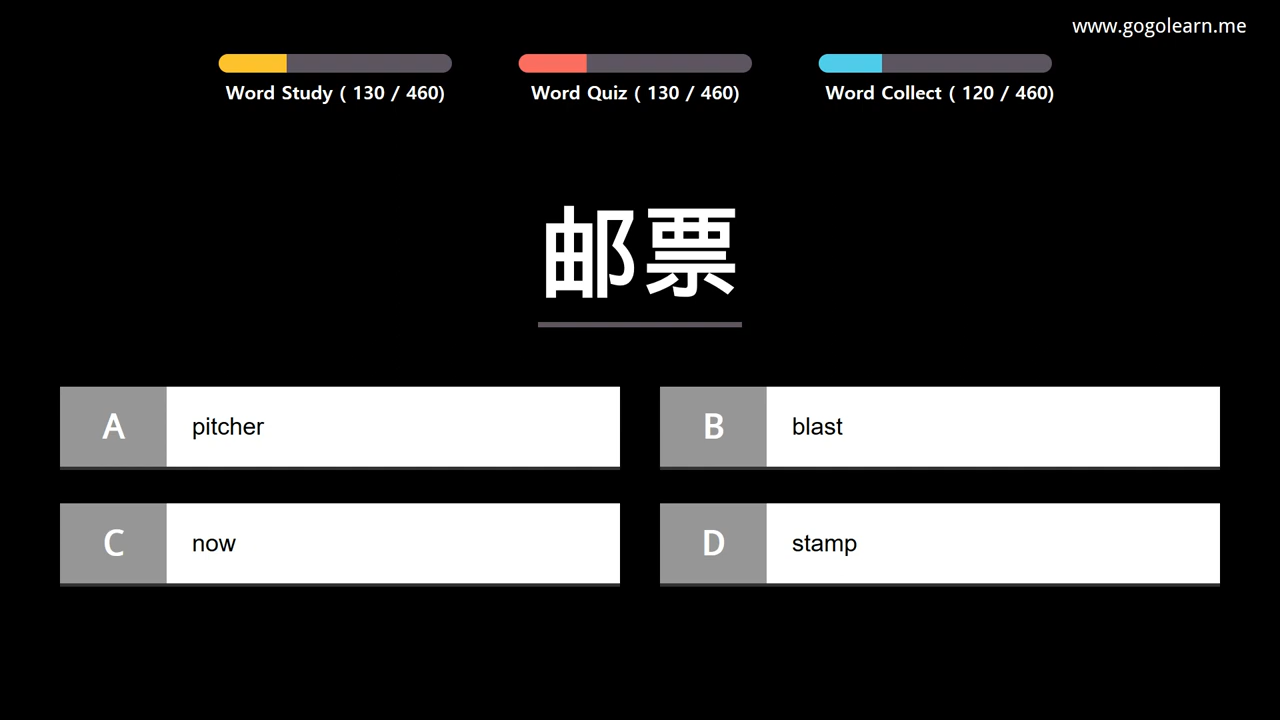 www.gogolearn.me
Word Study ( 130 / 460)
Word Quiz ( 130 / 460)
Word Collect ( 120 / 460)
邮票
A pitcher
B blast
C now
D stamp